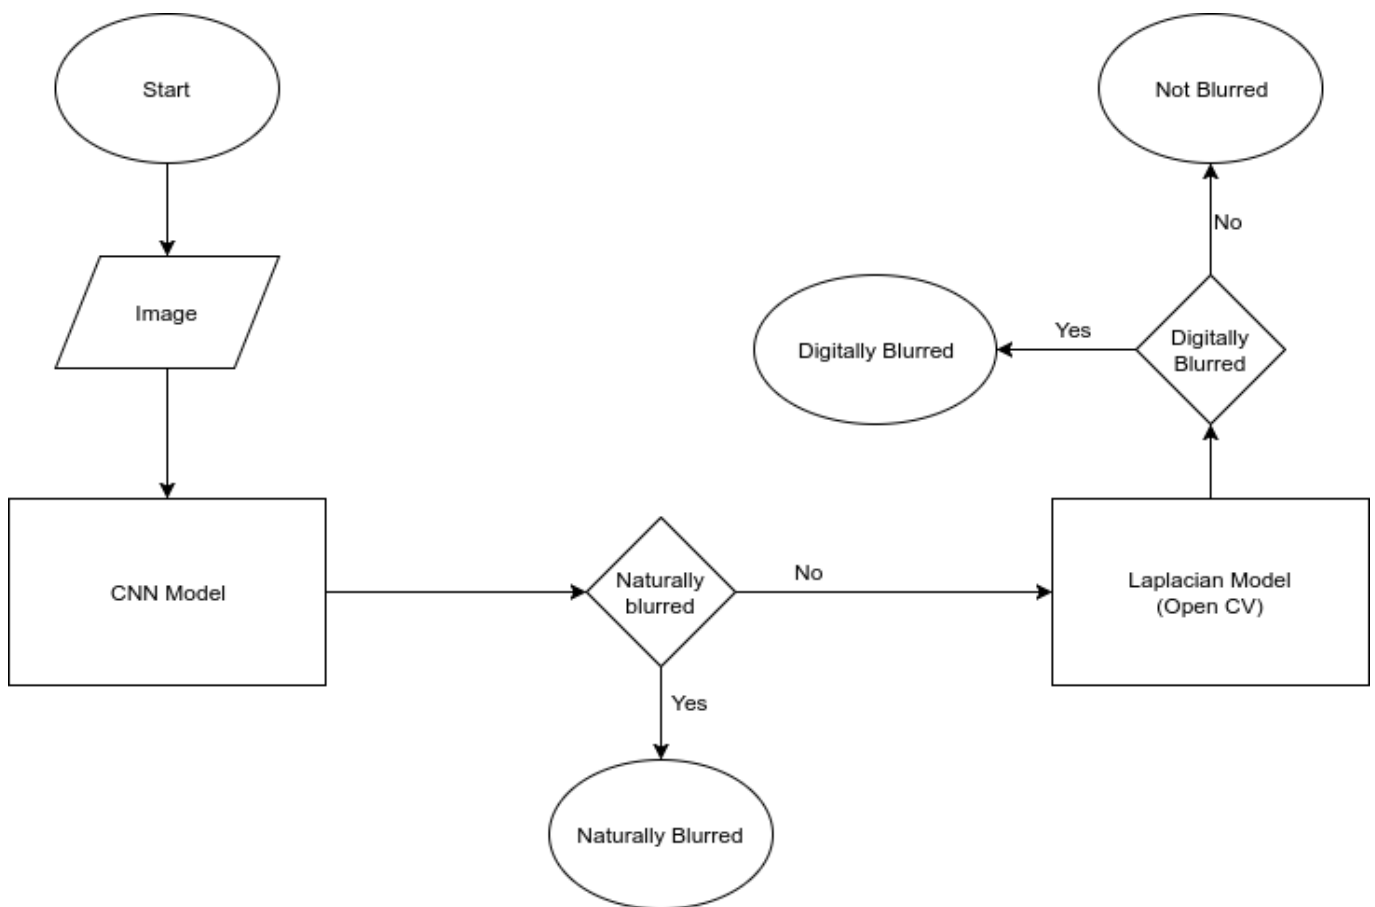 Start
Image
CNN Model
Naturally
blurred
Yes
Naturally Blurred
No
Laplacian Model
(Open CV)
Digitally
Blurred
Yes
Digitally Blurred
No
Not Blurred